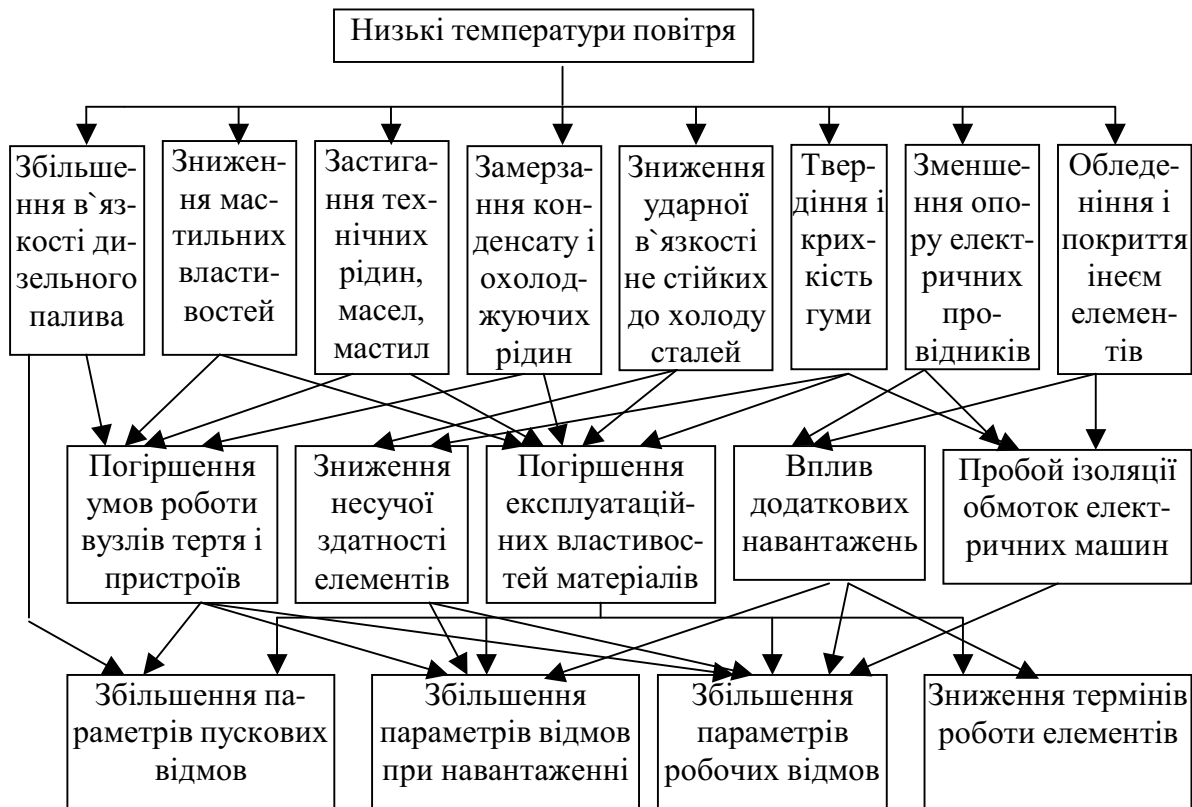 Низькі температури повітря
Збільше-
ння в`яз-
кості ди-
зельного
палива
Знижен-
ня мас-
тильних
власти-
востей
Застига-
ння тех-
нічних
рідин,
масел,
мастил
Замерза-
ння кон-
денсату і
охолод-
жуючих
рідин
Зниження
ударної
в`язкості
не стійких
до холоду
сталей
Твер-
діння і
крих-
кість
гуми
Зменше-
ння опо-
ру елект-
ричних
про-
відників
Обледе-
ніння і
покриття
інеєм
елемен-
тів
Погіршення
умов роботи
вузлів тертя і
пристроїв
Зниження
несучої
здатності
елементів
Погіршення
експлуатацій-
них властивос-
тей матеріалів
Вплив
додаткових
навантажень
Пробой ізоляції
обмоток елект-
ричних машин
Збільшення па-
раметрів пускових
відмов
Збільшення
параметрів відмов
при навантаженні
Збільшення
параметрів
робочих відмов
Зниження термінів
роботи елементів